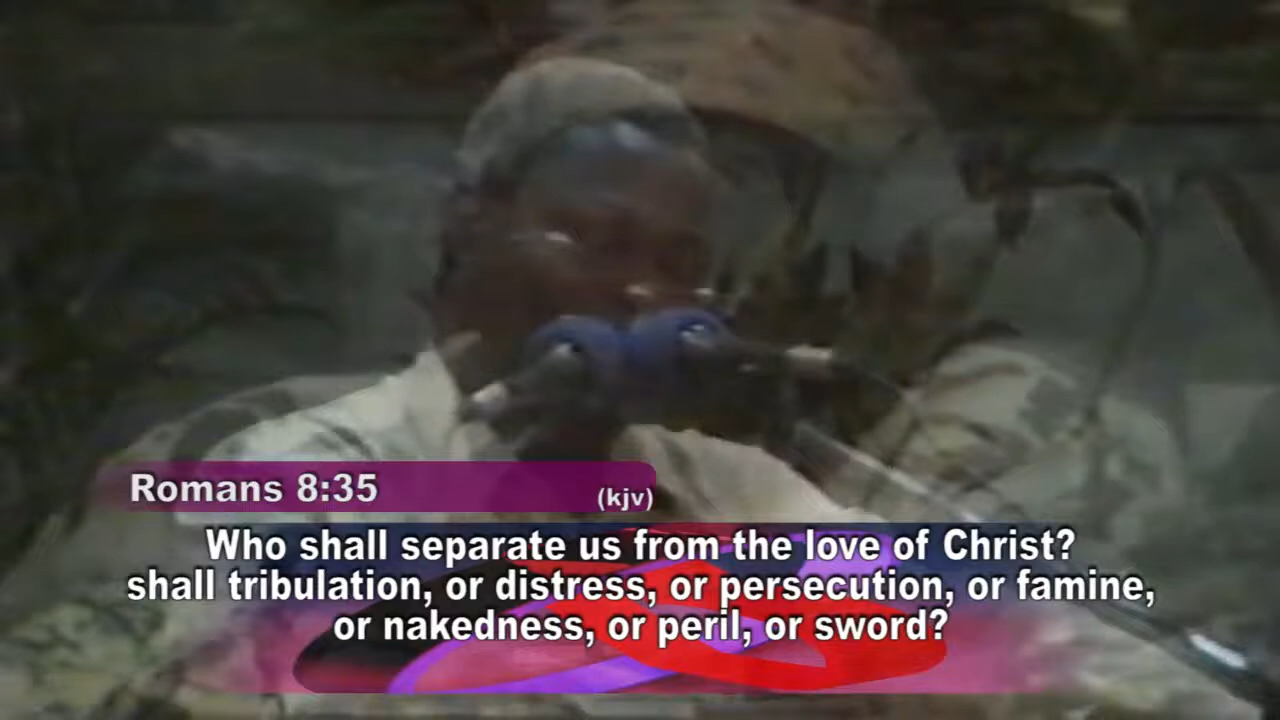 Romans 8:35
(kjv)
Who shall separate us from the love of Christ?
shall tribulation, or distress, or persecution, or famine,
or nakedness, or peril, or sword?